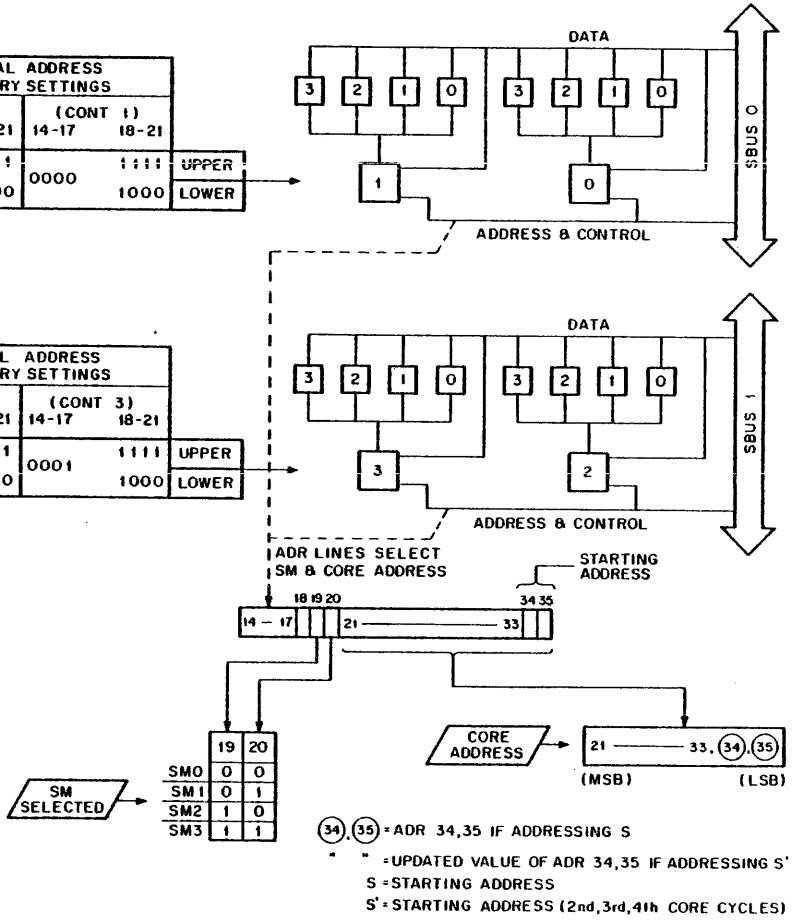 AL ADDRESS
RY SETTINGS
(CONT 1)
21 14-17 18-21
1 1111 UPPER
0000
00 1000 LOWER
DATA
3 2 1 0 3 2 1 0
1 0
ADDRESS & CONTROL
SBUS 0
L ADDRESS
RY SETTINGS
(CONT 3)
21 14-17 18-21
1 1111 UPPER
0001
0 1000 LOWER
DATA
3 2 1 0 3 2 1 0
3 2
ADDRESS & CONTROL
SBUS 1
ADR LINES SELECT
SM & CORE ADDRESS
STARTING
ADDRESS
18 19 20 34 35
14 — 17 21 ——— 33
19 20
SM0 0 0
SM1 0 1
SM2 1 0
SM3 1 1
SM
SELECTED
CORE
ADDRESS
21 ——— 33, 34, 35
(MSB) (LSB)
34, 35 = ADR 34,35 IF ADDRESSING S
" " = UPDATED VALUE OF ADR 34,35 IF ADDRESSING S'
S = STARTING ADDRESS
S' = STARTING ADDRESS (2nd,3rd,4th CORE CYCLES)